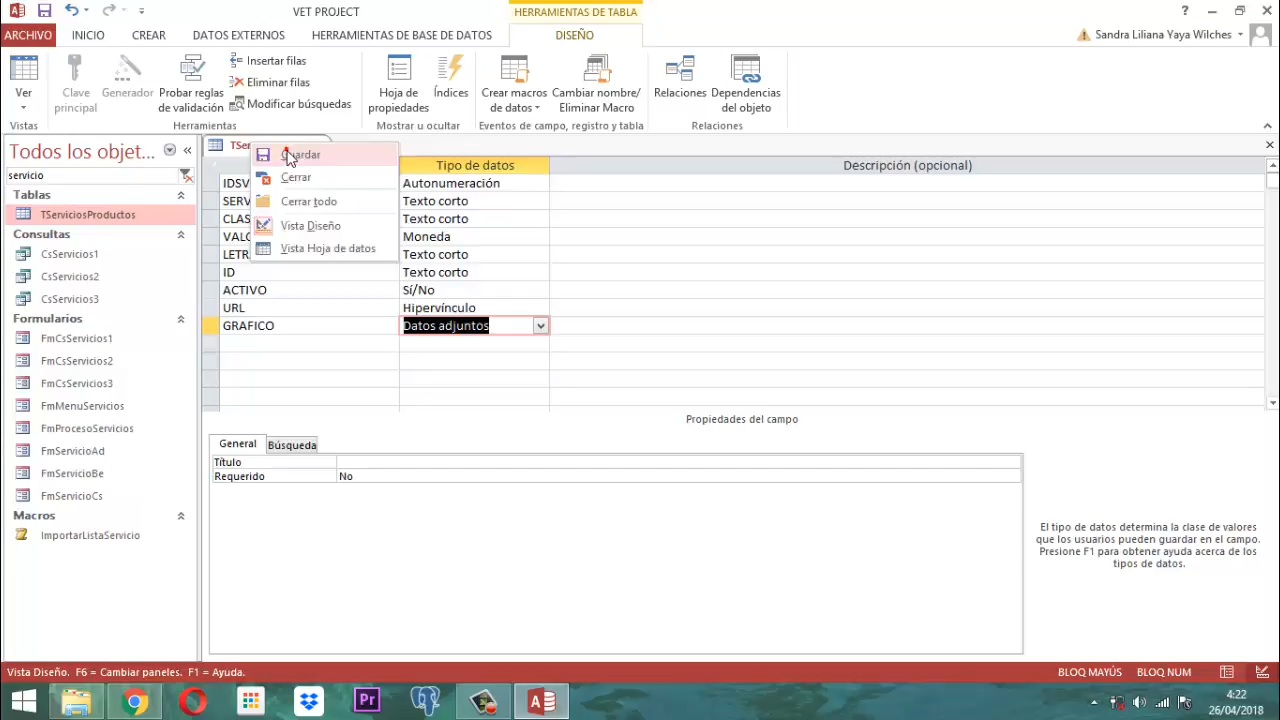 VET PROJECT
HERRAMIENTAS DE TABLA
?
ARCHIVO
INICIO
CREAR
DATOS EXTERNOS
HERRAMIENTAS DE BASE DE DATOS
DISEÑO
Sandra Liliana Yaya Wilches
Ver
Clave principal
Generador
Probar reglas de validación
Insertar filas
Eliminar filas
Modificar búsquedas
Hoja de propiedades
Índices
Crear macros de datos
Cambiar nombre/ Eliminar Macro
Relaciones
Dependencias del objeto
Vistas
Herramientas
Mostrar u ocultar
Eventos de campo, registro y tabla
Relaciones
Todos los objet...
servicio
Tablas
TServiciosProductos
Consultas
CsServicios1
CsServicios2
CsServicios3
Formularios
FmCsServicios1
FmCsServicios2
FmCsServicios3
FmMenuServicios
FmProcesoServicios
FmServicioAd
FmServicioBe
FmServicioCs
Macros
ImportarListaServicio
Guardar
Cerrar
Cerrar todo
Vista Diseño
Vista Hoja de datos
Tipo de datos
Descripción (opcional)
Autonumeración
Texto corto
Texto corto
Moneda
Texto corto
ID Texto corto
ACTIVO Sí/No
URL Hipervínculo
GRAFICO Datos adjuntos
Propiedades del campo
General Búsqueda
Título
Requerido No
El tipo de datos determina la clase de valores
que los usuarios pueden guardar en el campo.
Presione F1 para obtener ayuda acerca de los
tipos de datos.
Vista Diseño. F6 = Cambiar paneles. F1 = Ayuda.
BLOQ MAYÚS
BLOQ NUM
Pr
4:22
26/04/2018